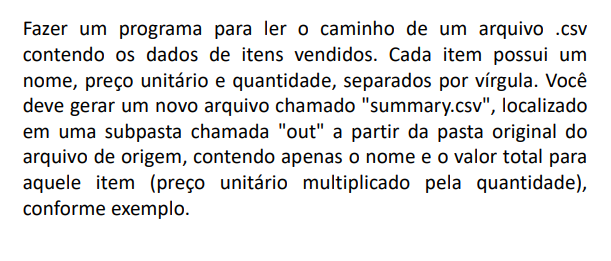 Fazer um programa para ler o caminho de um arquivo .csv
contendo os dados de itens vendidos. Cada item possui um
nome, preço unitário e quantidade, separados por vírgula. Você
deve gerar um novo arquivo chamado "summary.csv", localizado
em uma subpasta chamada "out" a partir da pasta original do
arquivo de origem, contendo apenas o nome e o valor total para
aquele item (preço unitário multiplicado pela quantidade),
conforme exemplo.